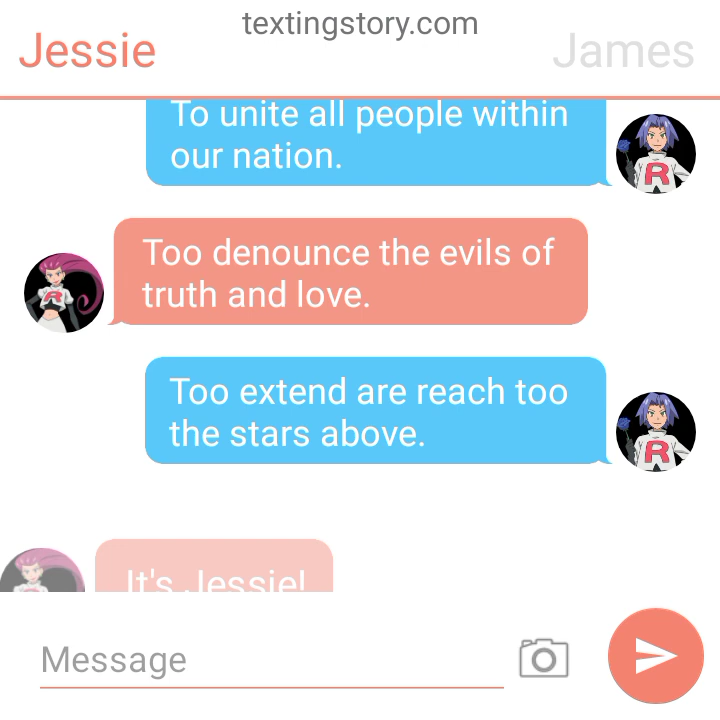 textingstory.com
Jessie
James
To unite all people within
our nation.
Too denounce the evils of
truth and love.
Too extend are reach too
the stars above.
It's Jessie!
Message
R
R
R